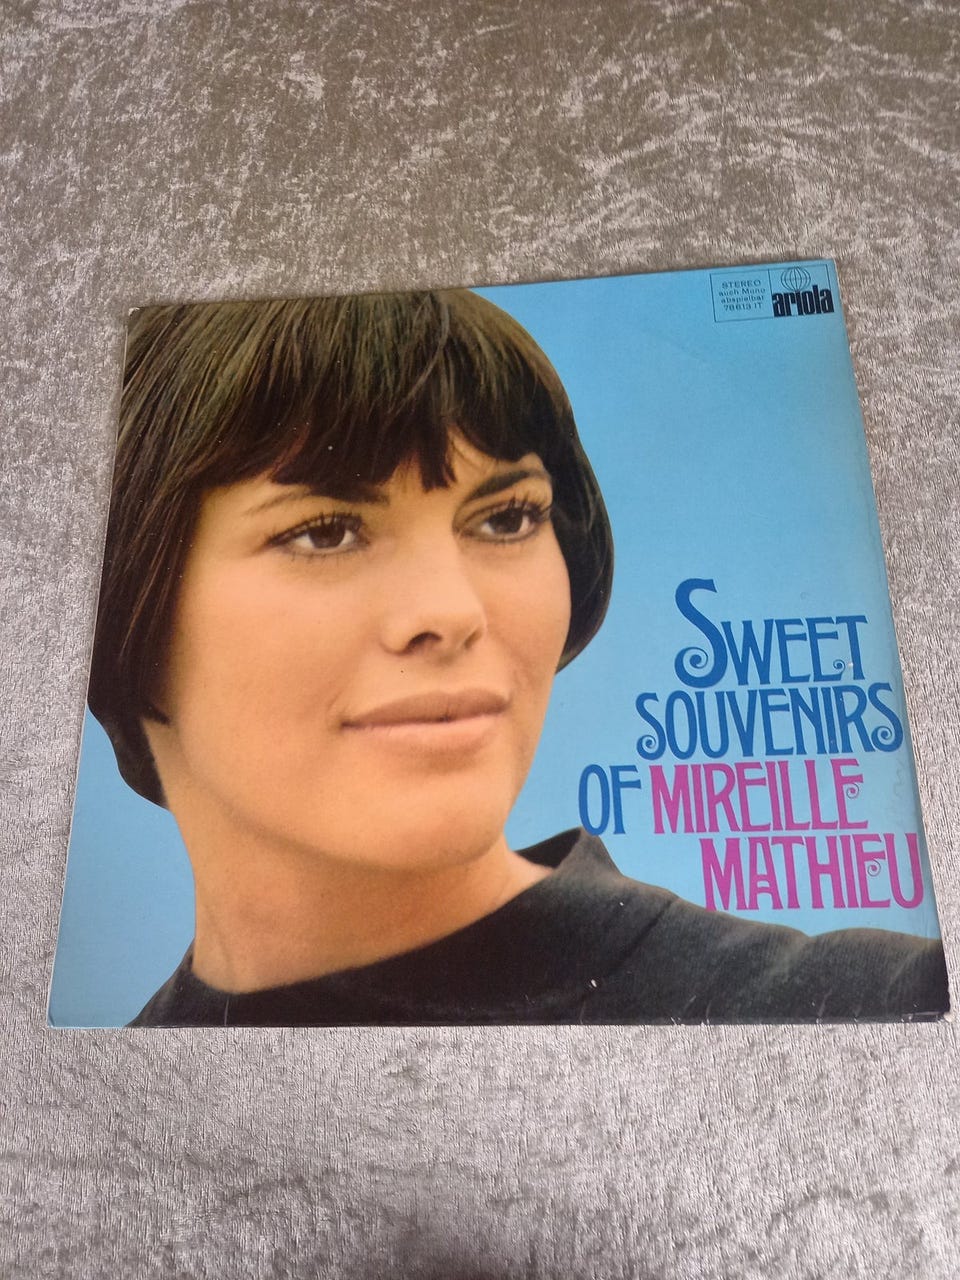 STEREO
auch Mono
abspielbar
78613 IT
ariola
SWEET
SOUVENIRS
OF MIREILLE
MATHIEU